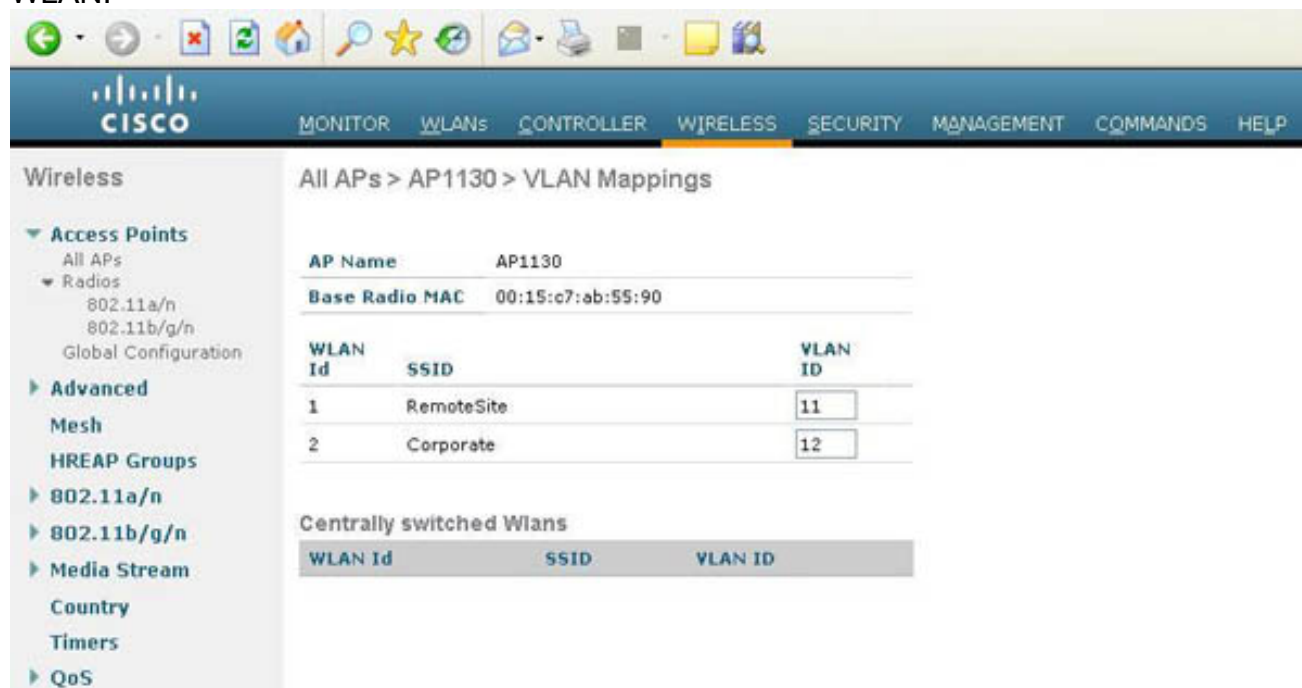 WLAN?
CISCO
MONITOR WLANs CONTROLLER WIRELESS SECURITY MANAGEMENT COMMANDS HELP
Wireless
Access Points
All APs
Radios
802.11a/n
802.11b/g/n
Global Configuration
Advanced
Mesh
HREAP Groups
802.11a/n
802.11b/g/n
Media Stream
Country
Timers
QoS
All APs > AP1130 > VLAN Mappings
AP Name AP1130
Base Radio MAC 00:15:c7:ab:55:90
WLAN Id SSID VLAN ID
1 RemoteSite 11
2 Corporate 12
Centrally switched Wlans
WLAN Id SSID VLAN ID